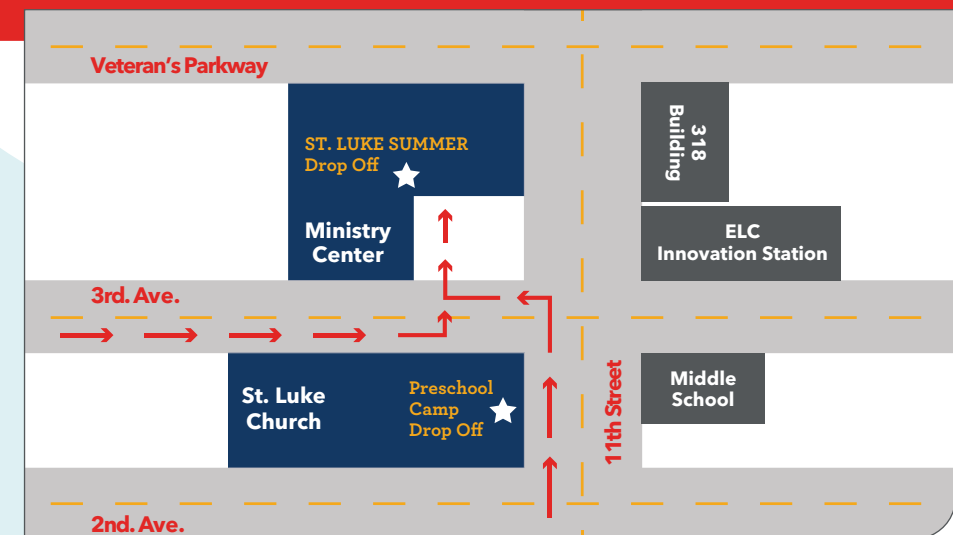 Veteran's Parkway
ST. LUKE SUMMER
Drop Off
Ministry
Center
318
Building
ELC
Innovation Station
3rd. Ave.
St. Luke
Church
Preschool
Camp
Drop Off
11th Street
Middle
School
2nd. Ave.